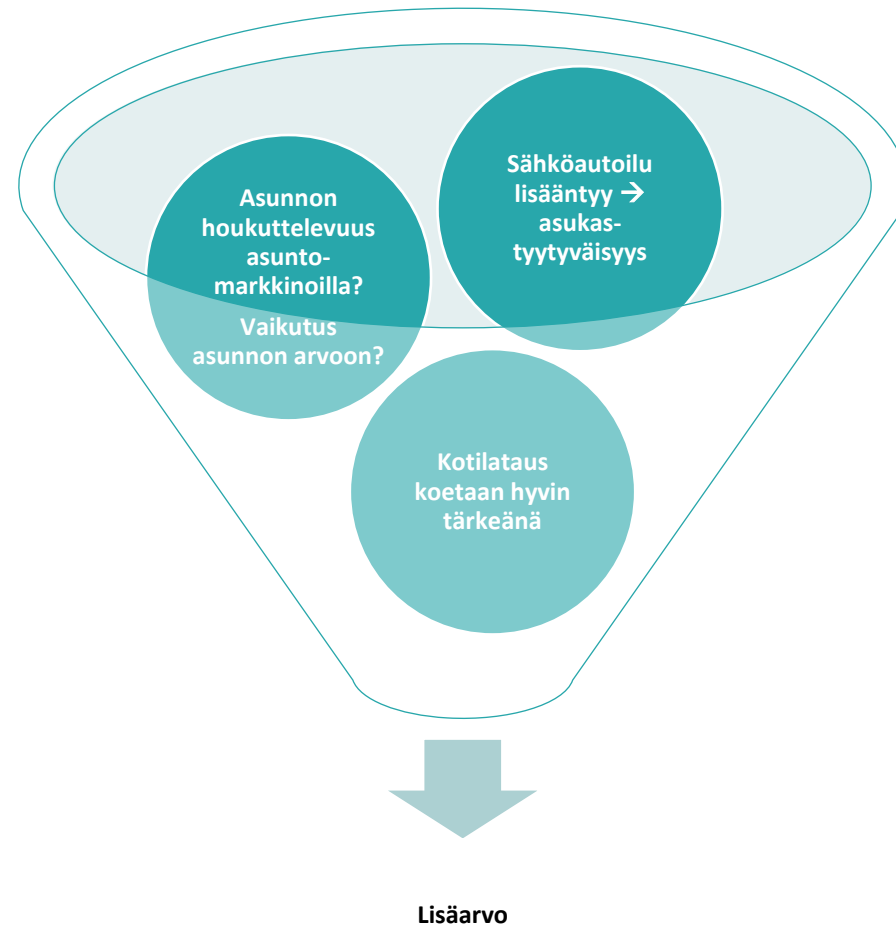 Asunnon
houkuttelevuus
asunto-
markkinoilla?
Vaikutus
asunnon arvoon?
Sähköautoilu
lisääntyy →
asukas-
tyytyväisyys
Kotilataus
koetaan hyvin
tärkeänä
Lisäarvo